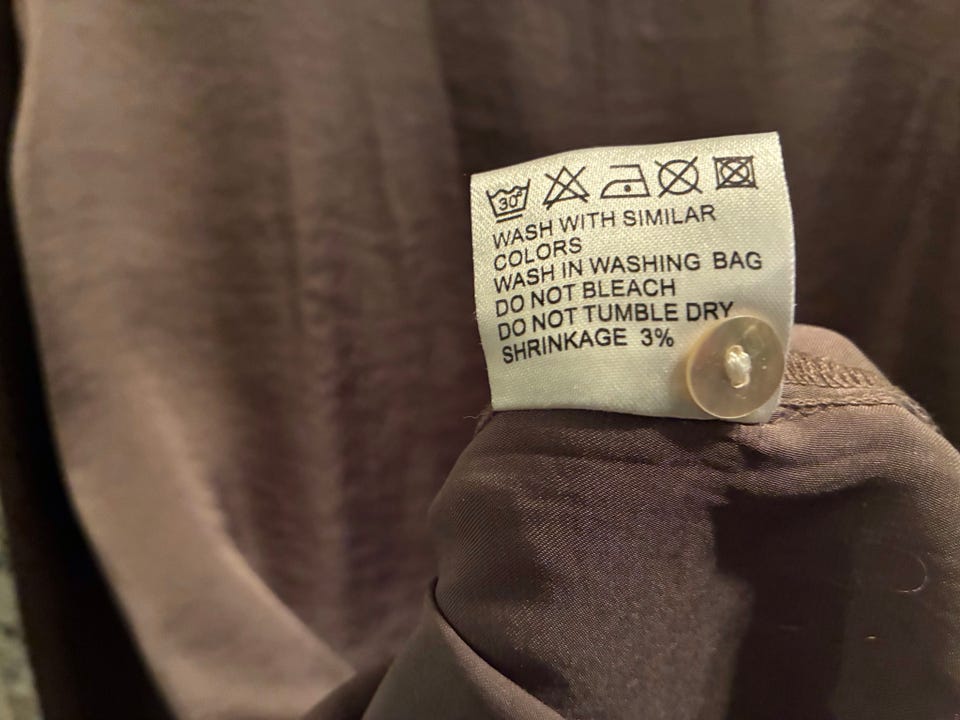 30°
WASH WITH SIMILAR
COLORS
WASH IN WASHING BAG
DO NOT BLEACH
DO NOT TUMBLE DRY
SHRINKAGE 3%